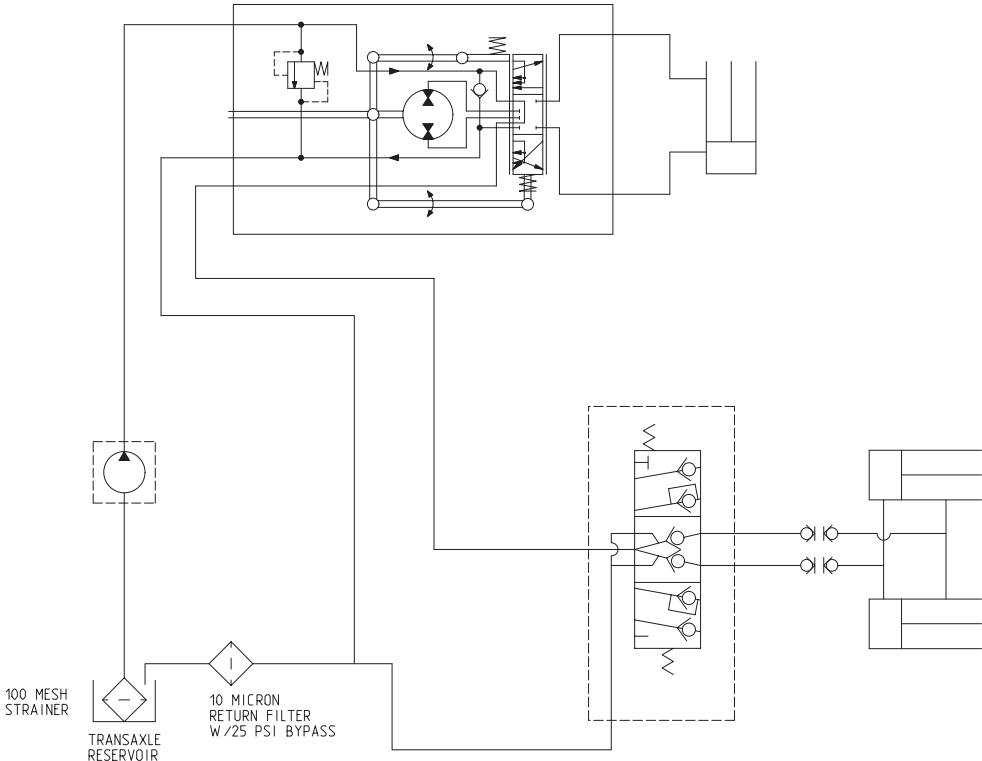 100 MESH
STRAINER
10 MICRON
RETURN FILTER
W/25 PSI BYPASS
TRANSAXLE
RESERVOIR